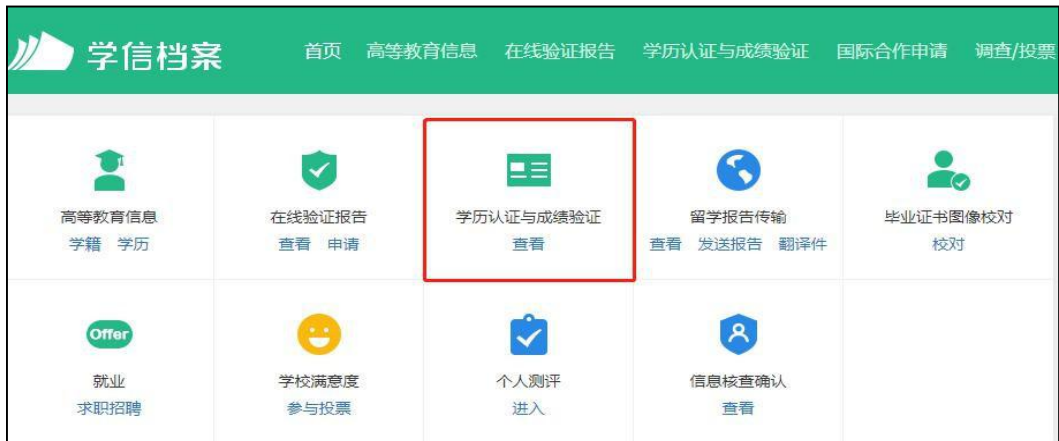 学信档案 首页 高等教育信息 在线验证报告 学历认证与成绩验证 国际合作申请 调查/投票
高等教育信息 在线验证报告 学历认证与成绩验证 留学报告传输 毕业证书图像校对
学籍 学历 查看 申请 查看 查看 发送报告 翻译件 校对
Offer
就业 学校满意度 个人测评 信息核查确认
求职招聘 参与投票 进入 查看